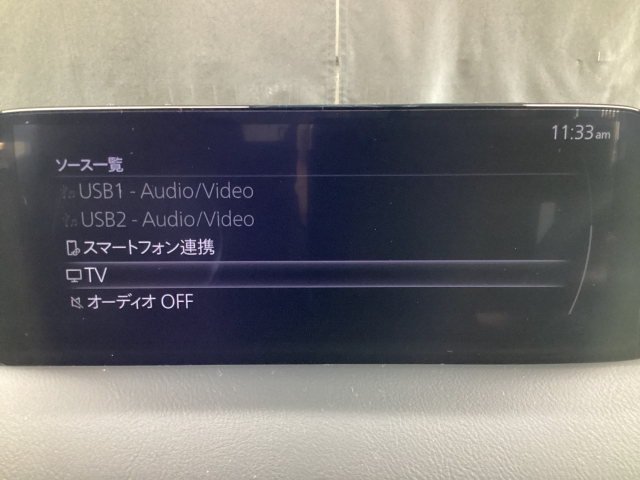 11:33am
ソース一覧
USB1 - Audio/Video
USB2 - Audio/Video
スマートフォン連携
TV
オーディオ OFF